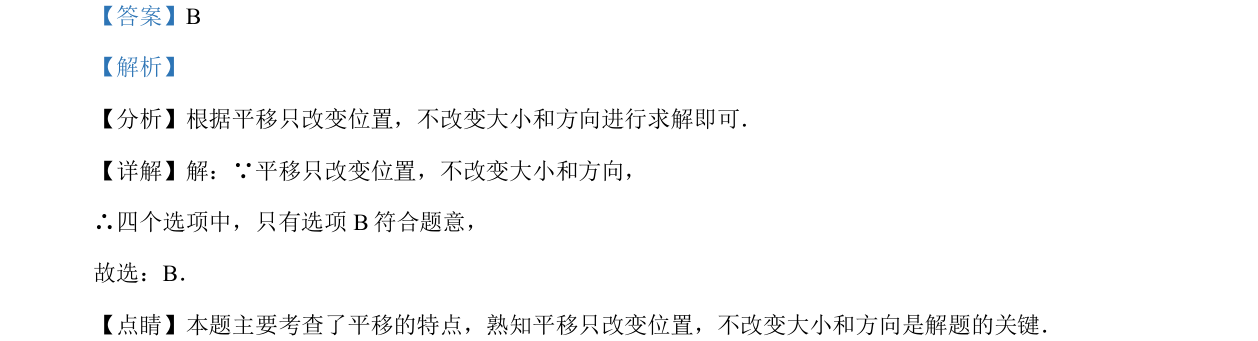 【答案】B
【解析】
【分析】根据平移只改变位置，不改变大小和方向进行求解即可．
【详解】解：∵平移只改变位置，不改变大小和方向，
∴四个选项中，只有选项 B 符合题意，
故选：B．
【点睛】本题主要考查了平移的特点，熟知平移只改变位置，不改变大小和方向是解题的关键．